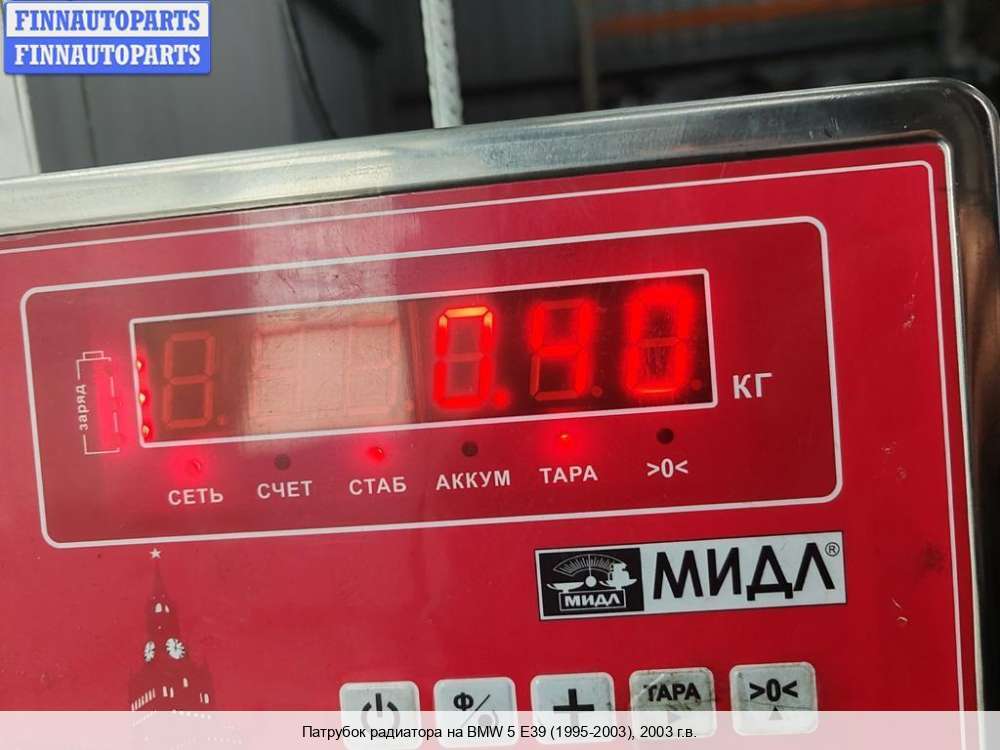 FINNAUTOPARTS
FINNAUTOPARTS
заряд
0.40
КГ
СЕТЬ СЧЕТ СТАБ АККУМ ТАРА >0<
МИДЛ МИДЛ®
Ф ТАРА >0<
Патрубок радиатора на BMW 5 E39 (1995-2003), 2003 г.в.